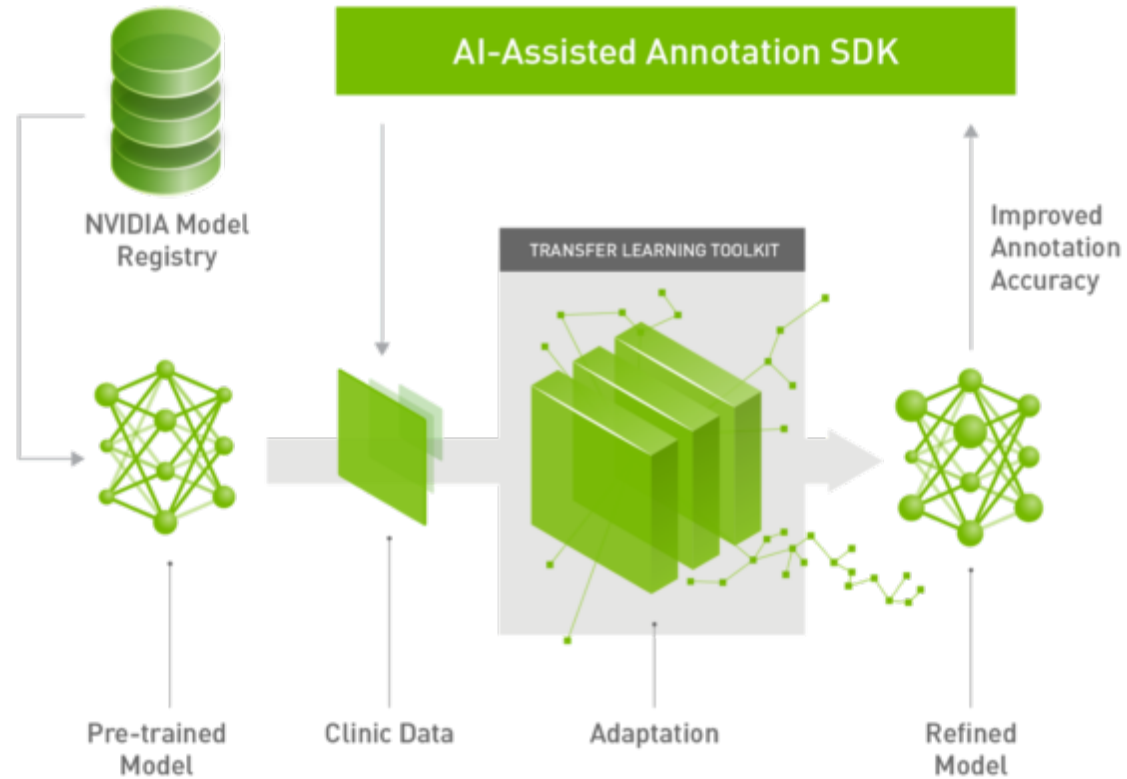 AI-Assisted Annotation SDK
NVIDIA Model
Registry
TRANSFER LEARNING TOOLKIT
Improved
Annotation
Accuracy
Pre-trained
Model
Clinic Data
Adaptation
Refined
Model